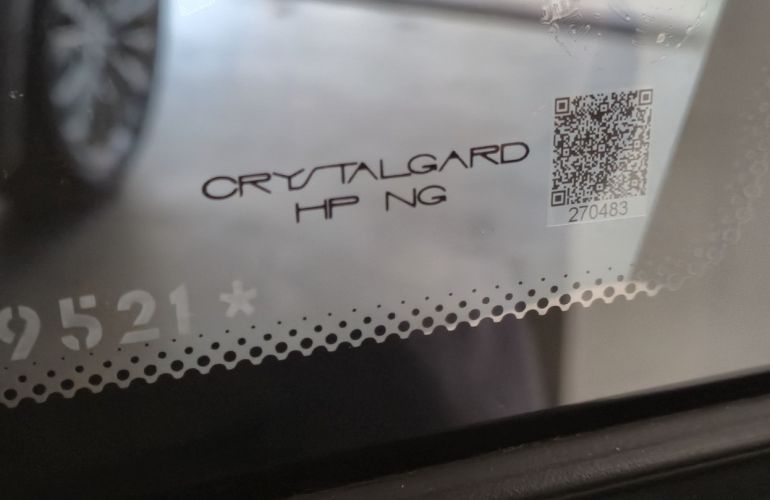 CRYSTALGARD
HP NG
270483
9521*